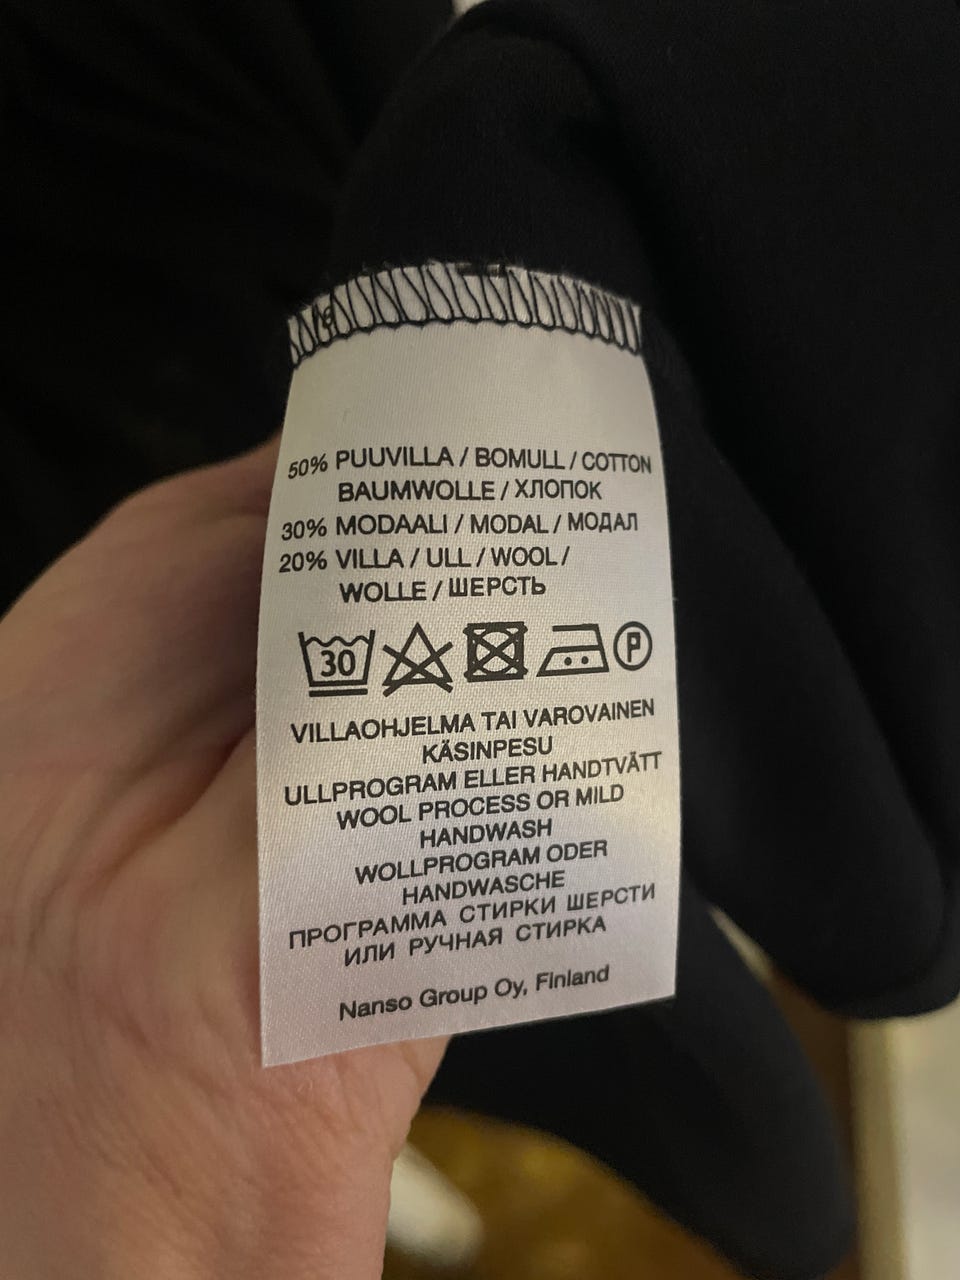 50% PUUVILLA / BOMULL / COTTON
BAUMWOLLE / ХЛОПОК
30% MODAALI / MODAL / МОДАЛ
20% VILLA / ULL / WOOL /
WOLLE / ШЕРСТЬ
30 P
VILLAOHJELMA TAI VAROVAINEN
KÄSINPESU
ULLPROGRAM ELLER HANDTVÄTT
WOOL PROCESS OR MILD
HANDWASH
WOLLPROGRAM ODER
HANDWASCHE
ПРОГРАММА СТИРКИ ШЕРСТИ
ИЛИ РУЧНАЯ СТИРКА
Nanso Group Oy, Finland